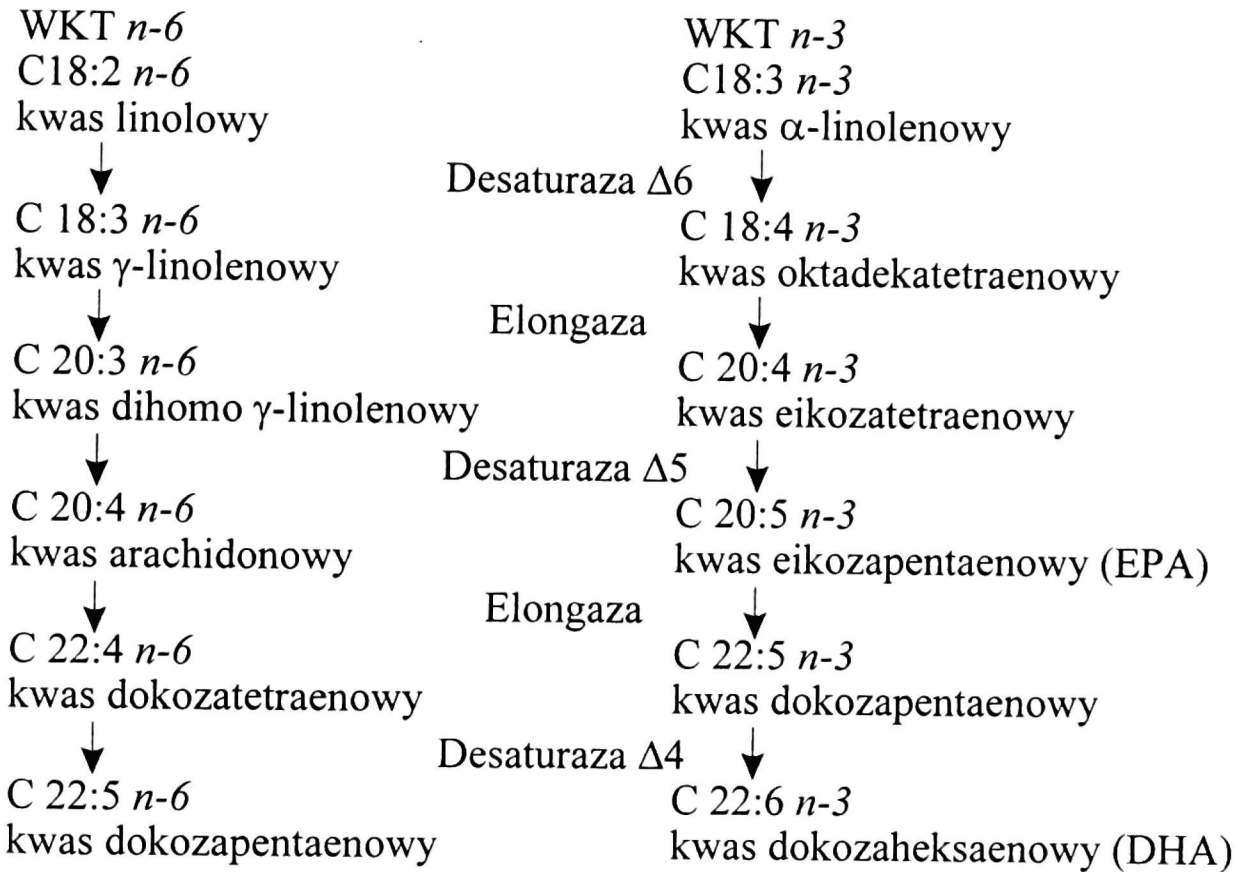 WKT n-6
C18:2 n-6
kwas linolowy
C 18:3 n-6
kwas γ-linolenowy
C 20:3 n-6
kwas dihomo γ-linolenowy
C 20:4 n-6
kwas arachidonowy
C 22:4 n-6
kwas dokozatetraenowy
C 22:5 n-6
kwas dokozapentaenowy
Desaturaza Δ6
Elongaza
Desaturaza Δ5
Elongaza
Desaturaza Δ4
WKT n-3
C18:3 n-3
kwas α-linolenowy
C 18:4 n-3
kwas oktadekatetraenowy
C 20:4 n-3
kwas eikozatetraenowy
C 20:5 n-3
kwas eikozapentaenowy (EPA)
C 22:5 n-3
kwas dokozapentaenowy
C 22:6 n-3
kwas dokozaheksaenowy (DHA)